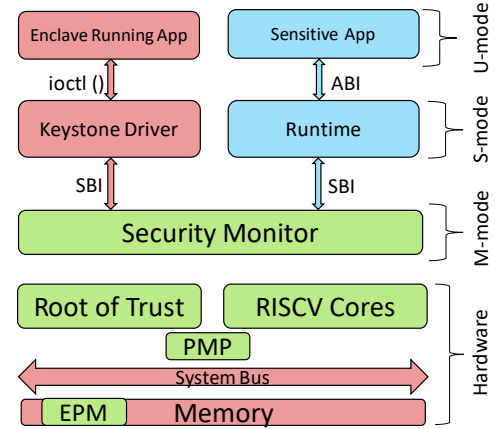 Enclave Running App
Sensitive App
U-mode
ioctl ()
ABI
Keystone Driver
Runtime
S-mode
SBI
SBI
Security Monitor
M-mode
Root of Trust
RISCV Cores
PMP
System Bus
EPM
Memory
Hardware